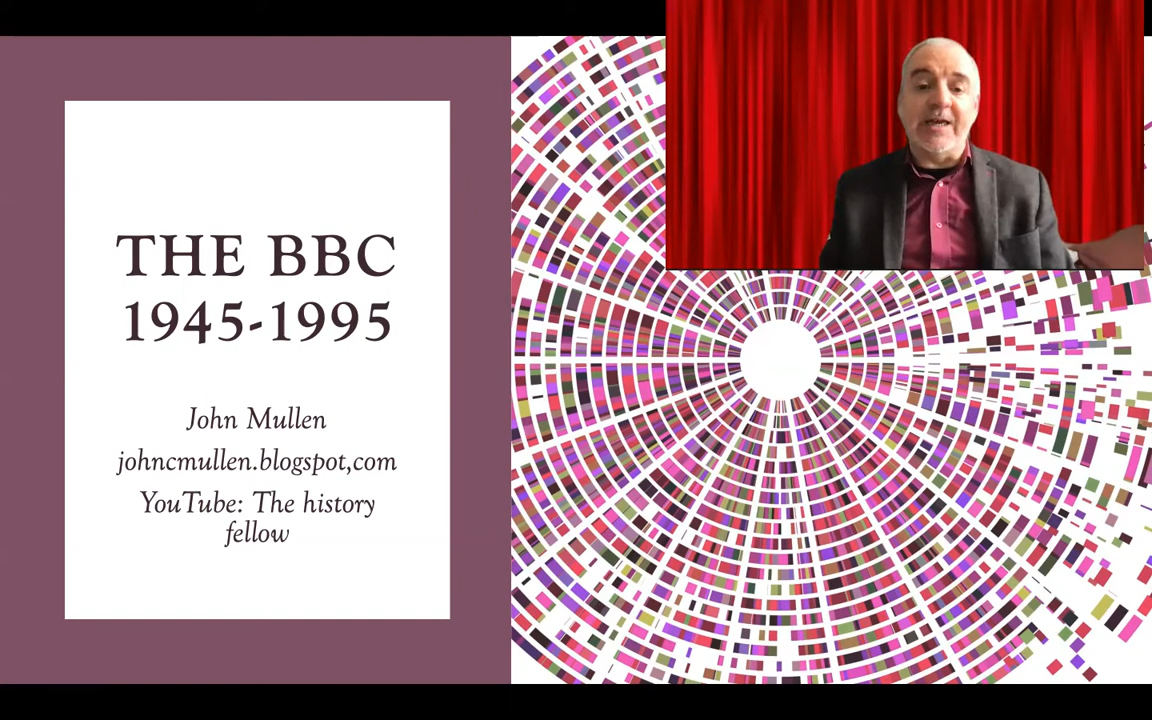 THE BBC
1945-1995
John Mullen
johncmullen.blogspot,com
YouTube: The history
fellow